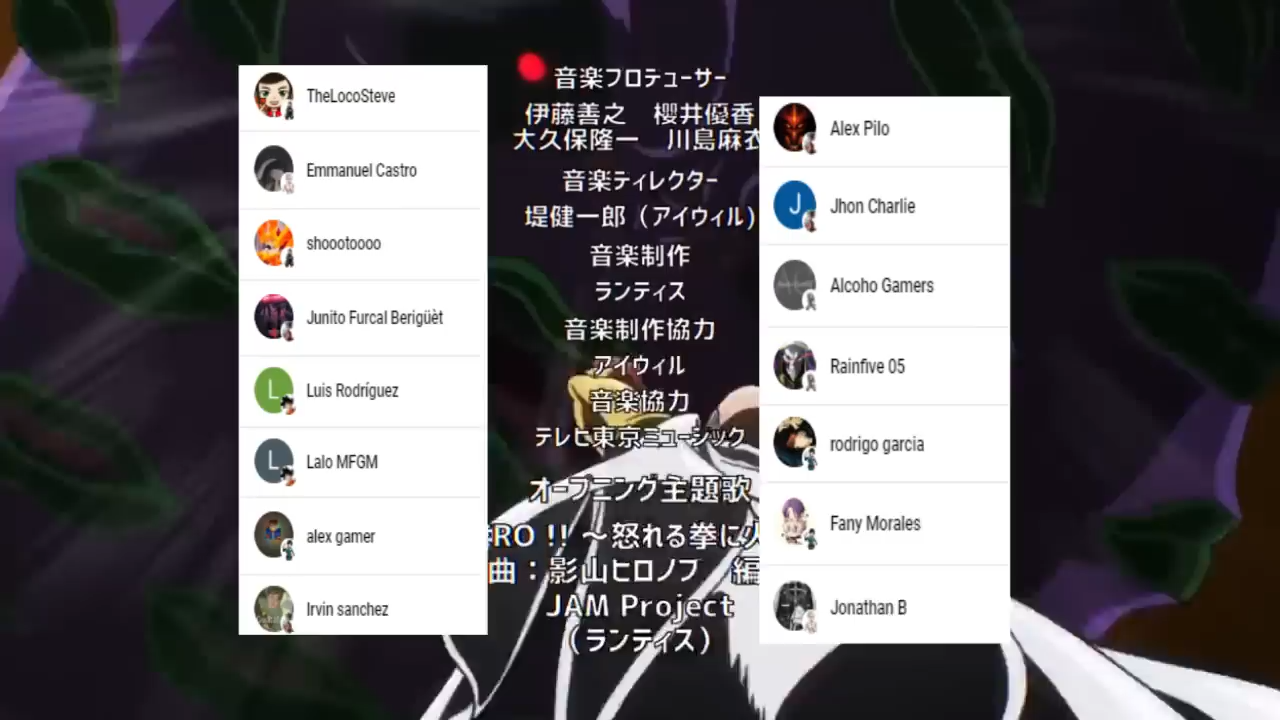 TheLocoSteve
Emmanuel Castro
shoootoooo
Junito Furcal Berigüèt
L
Luis Rodríguez
L
Lalo MFGM
alex gamer
Irvin sanchez
音楽プロデューサー
伊藤善之 櫻井優香
大久保隆一 川島麻衣
音楽ディレクター
堤健一郎（アイウィル）
音楽制作
ランティス
音楽制作協力
アイウィル
音楽協力
テレビ東京ミュージック
オープニング主題歌
RO !! ～怒れる拳に火
曲：影山ヒロノブ 編
JAM Project
（ランティス）
Alex Pilo
J
Jhon Charlie
Alcoho Gamers
Rainfive 05
rodrigo garcia
Fany Morales
Jonathan B